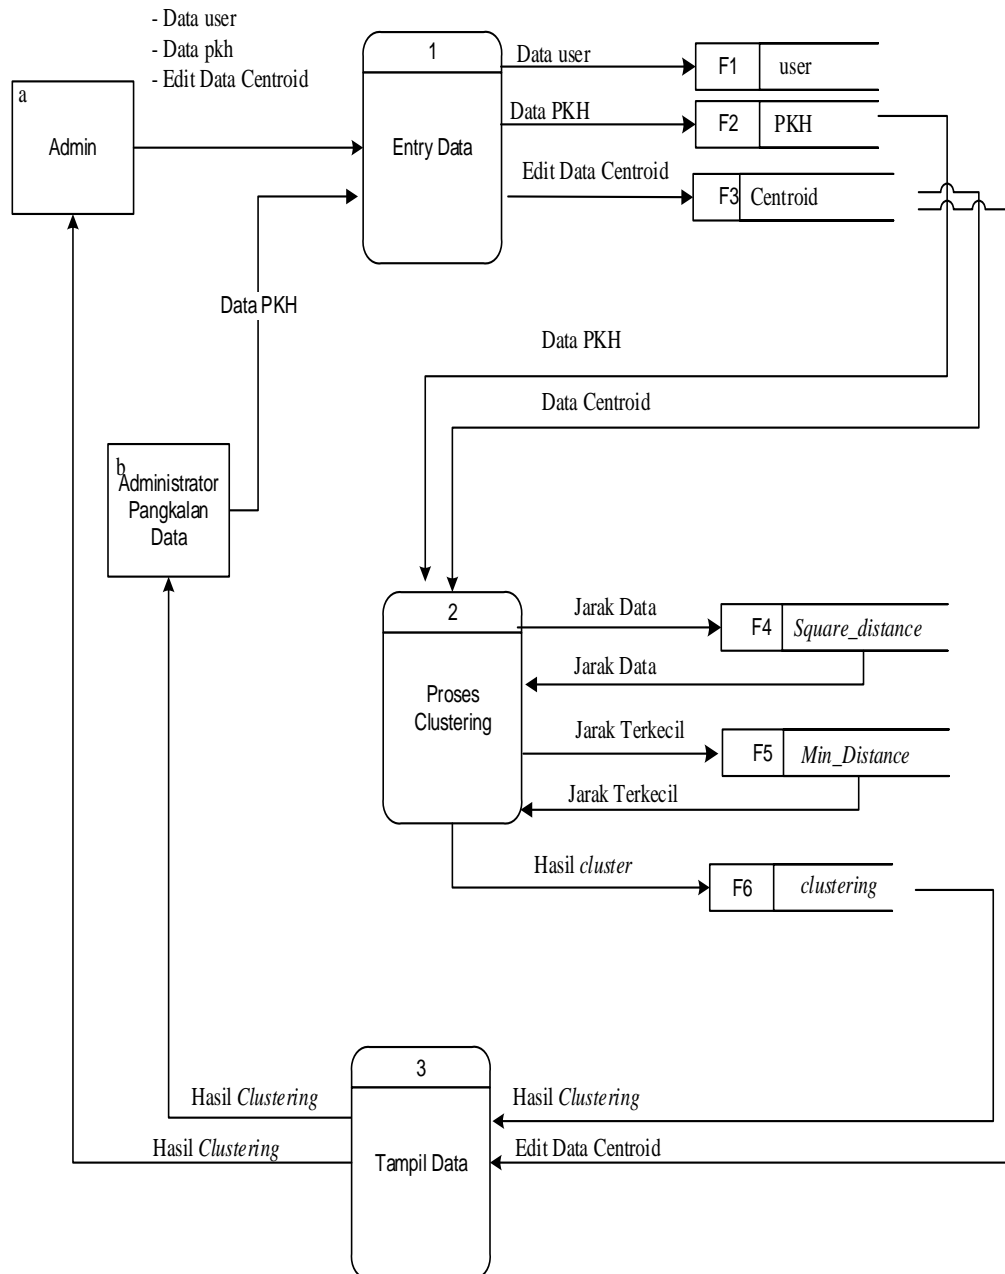 - Data user
- Data pkh
- Edit Data Centroid
a
Admin
1
Entry Data
Data user
F1 user
Data PKH
F2 PKH
Edit Data Centroid
F3 Centroid
Data PKH
Data PKH
Data Centroid
b
Administrator
Pangkalan
Data
2
Proses
Clustering
Jarak Data
F4 Square_distance
Jarak Data
Jarak Terkecil
F5 Min_Distance
Jarak Terkecil
Hasil cluster
F6 clustering
3
Tampil Data
Hasil Clustering
Hasil Clustering
Hasil Clustering
Edit Data Centroid